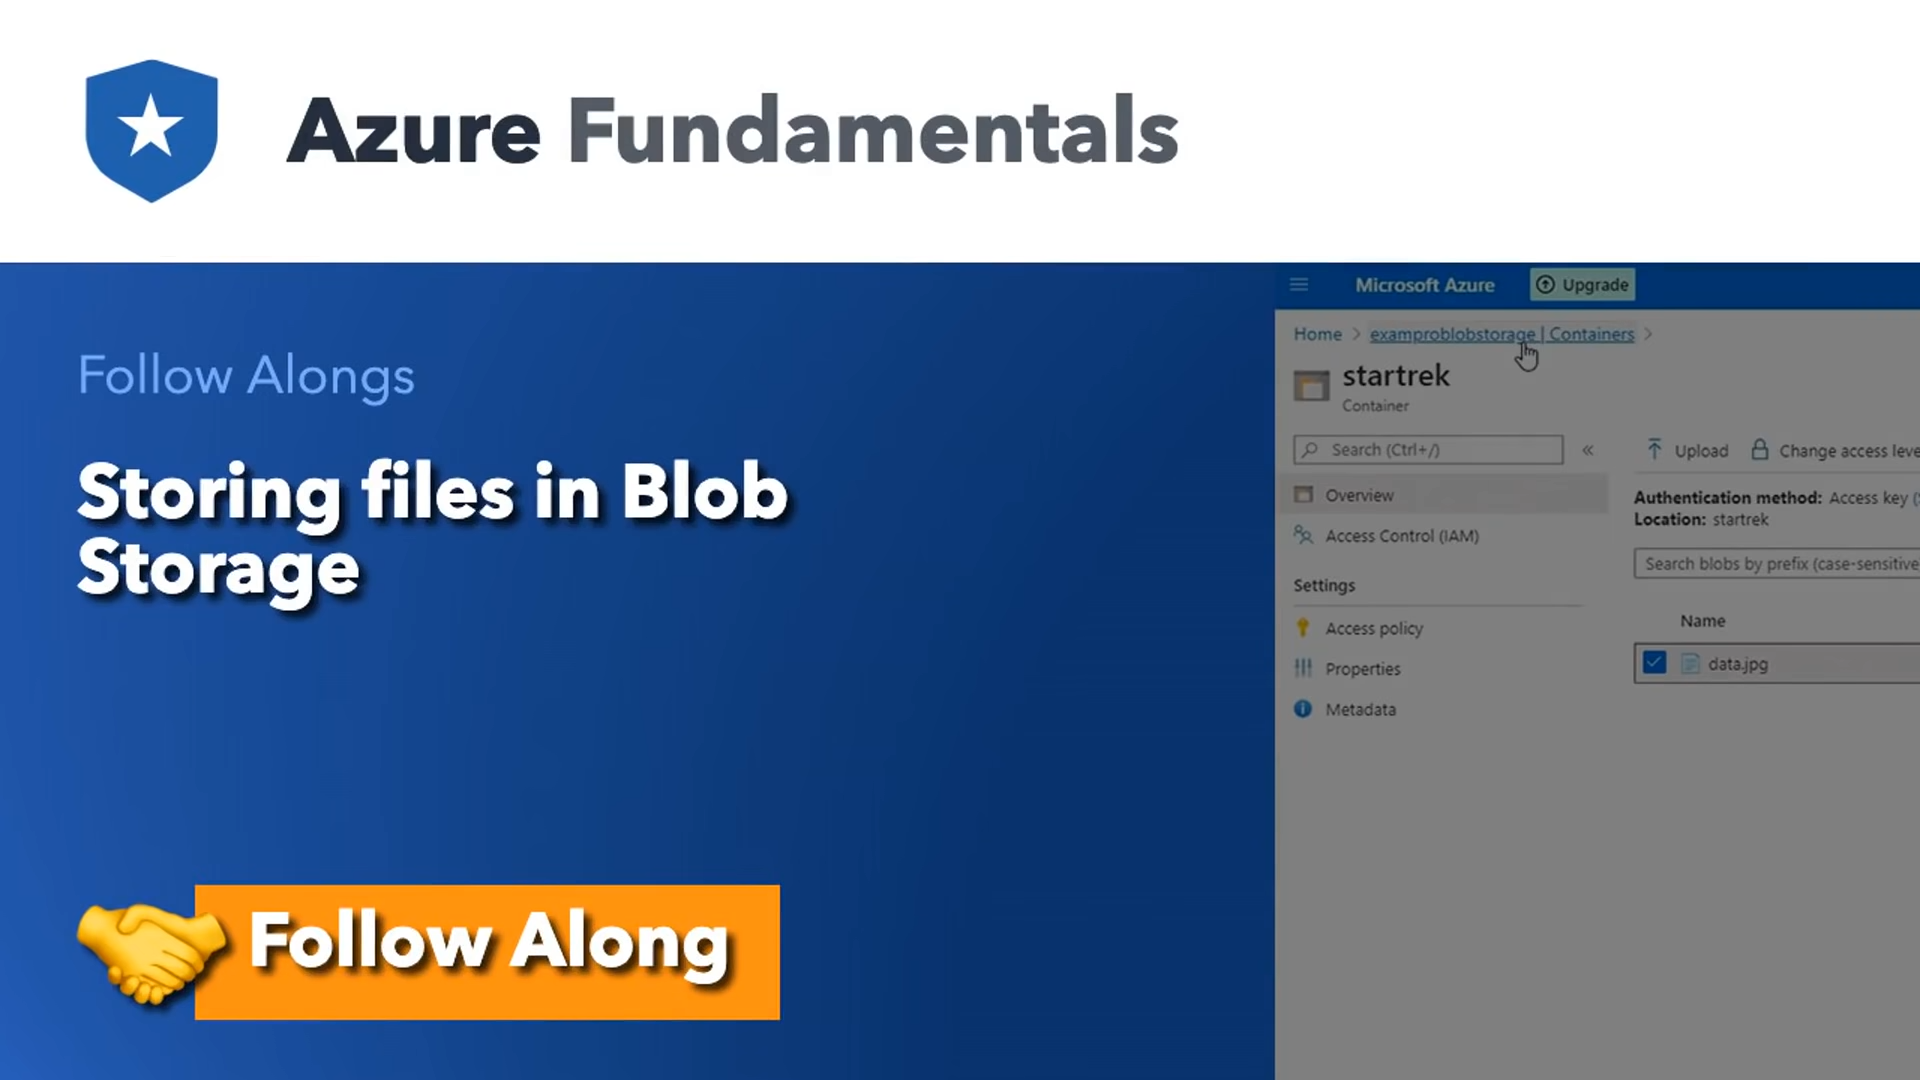 Azure Fundamentals
Follow Alongs
Storing files in Blob
Storage
Follow Along
Microsoft Azure
Upgrade
Home > examproblobstorage | Containers >
startrek
Container
Search (Ctrl+/)
«
Overview
Access Control (IAM)
Settings
Access policy
Properties
Metadata
Upload
Change access leve
Authentication method: Access key (
Location: startrek
Search blobs by prefix (case-sensitive
Name
data.jpg